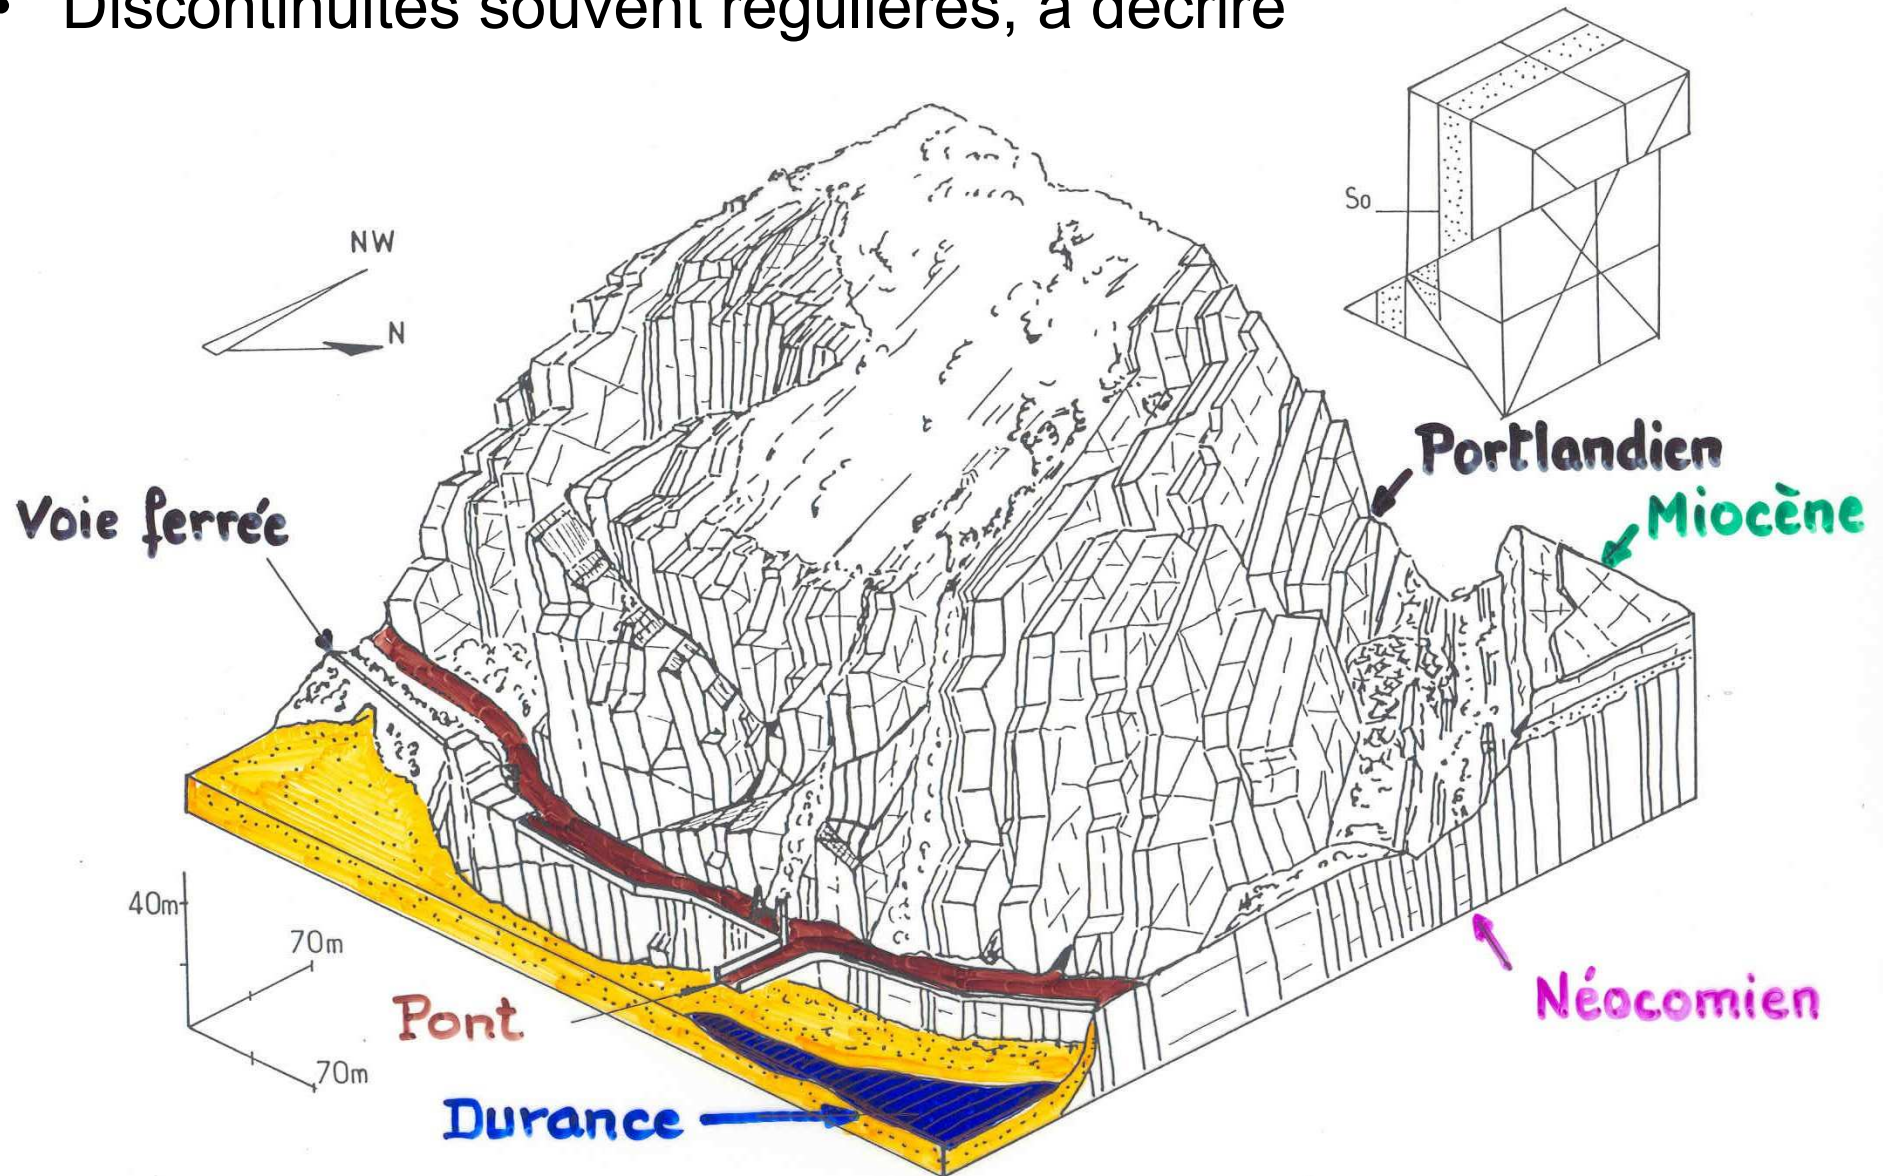 • Discontinuités souvent régulières, à décrire
So
NW
N
Portlandien
Miocène
Voie ferrée
40m
70m
70m
Pont
Néocomien
Durance